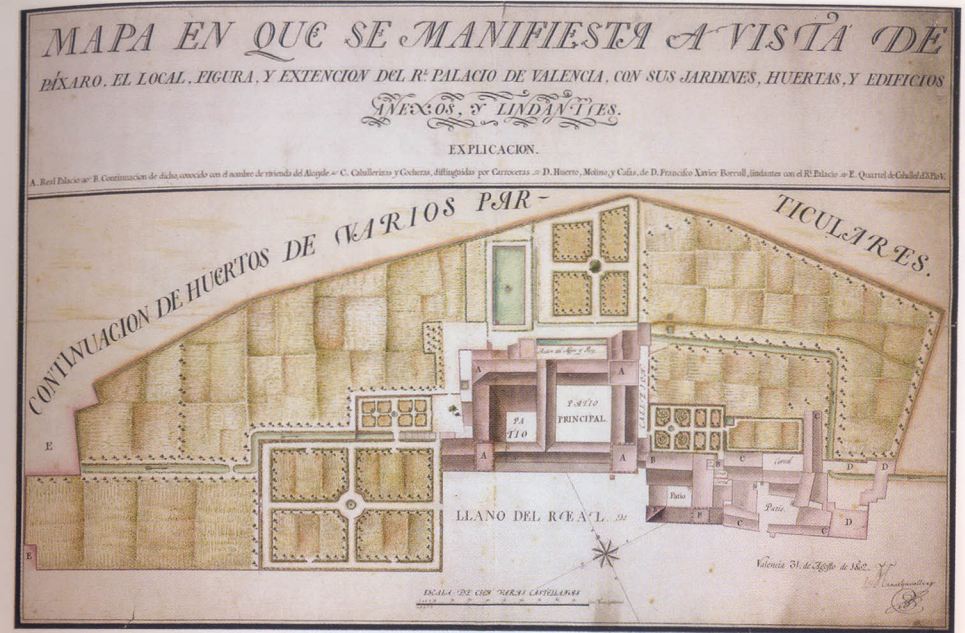 MAPA EN QUE SE MANIFIESTA A VISTA DE
PAXARO, EL LOCAL, FIGURA, Y EXTENCION DEL Rl. PALACIO DE VALENCIA, CON SUS JARDINES, HUERTAS, Y EDIFICIOS
ANEXOS, Y LINDANTES.
EXPLICACION.
A. Real Palacio B. Continuacion de dicho, conocido con el nombre de vivienda del Alcayde. C. Caballerizas y Cocheras, distinguidas por Carroceras D. Huerto, Molino, y Casas, de D. Francisco Xavier Borrull, lindantes con el Rl. Palacio E. Quartel de
CONTINUACION DE HUERTOS DE VARIOS PAR-
TICULARES.
A
A
PATIO
PRINCIPAL
PA
TIO
CALLIZION
A
A
E
E
B
C
C
Corral
D
D
Patio
Patio.
B
C
C
D
LLANO DEL REAL.
Valencia 31. de Agosto de 1802.
ESCALA DE CIEN VARAS CASTELLANAS